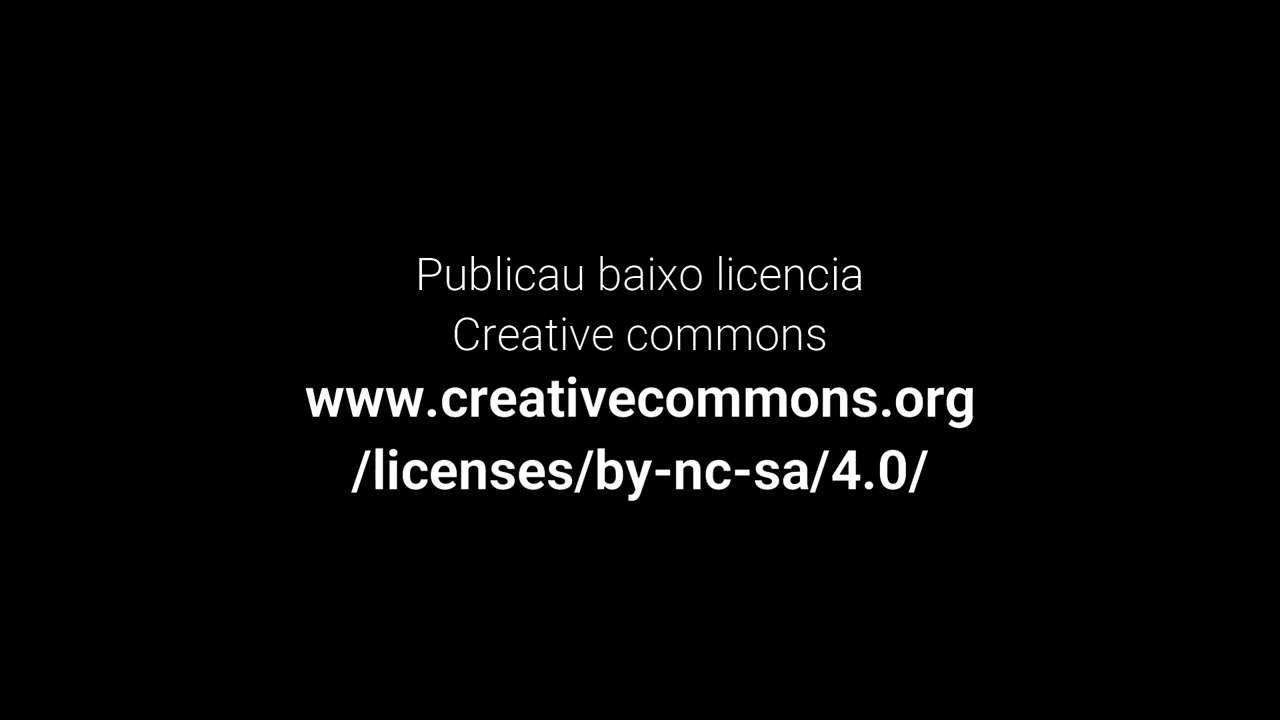 Publicau baixo licencia
Creative commons
www.creativecommons.org
/licenses/by-nc-sa/4.0/